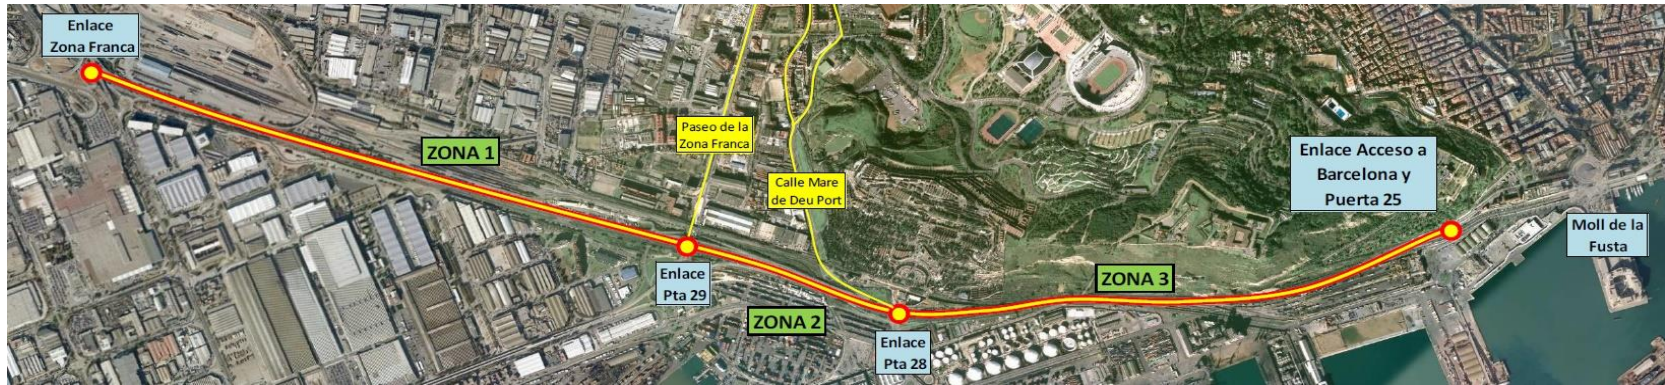 Enlace
Zona Franca
ZONA 1
Paseo de la
Zona Franca
Calle Mare
de Deu Port
Enlace
Pta 29
ZONA 2
Enlace
Pta 28
ZONA 3
Enlace Acceso a
Barcelona y
Puerta 25
Moll de la
Fusta